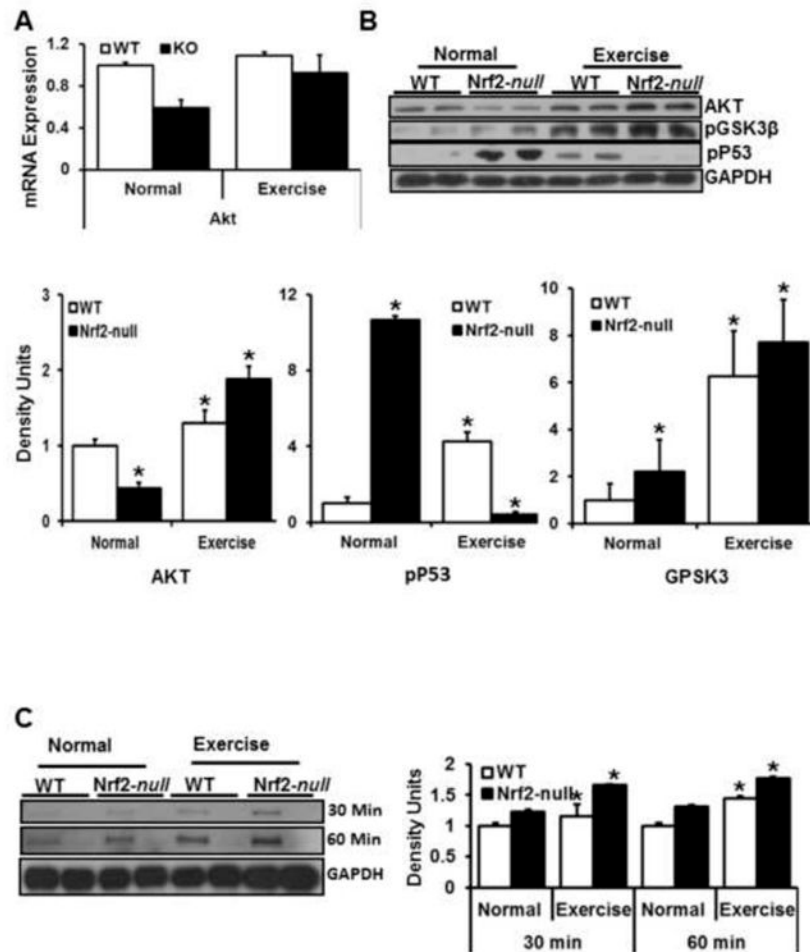 A
WT KO
mRNA Expression
1.2
0.8
0.4
0
Normal Exercise
Akt
B
Normal Exercise
WT Nrf2-null WT Nrf2-null
AKT
pGSK3β
pP53
GAPDH
Density Units
3
2
1
0
WT
Nrf2-null
* * *
Normal Exercise
AKT
12
8
4
0
WT
Nrf2-null
* * *
Normal Exercise
pP53
10
8
6
4
2
0
WT
Nrf2-null
* * *
Normal Exercise
GPSK3
C
Normal Exercise
WT Nrf2-null WT Nrf2-null
30 Min
60 Min
GAPDH
Density Units
2
1.5
1
0.5
0
WT
Nrf2-null
* * * *
Normal Exercise Normal Exercise
30 min 60 min